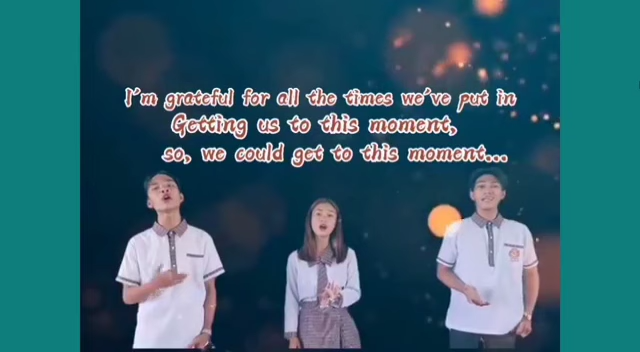 I'm grateful for all the times we've put in
Getting us to this moment,
so, we could get to this moment...